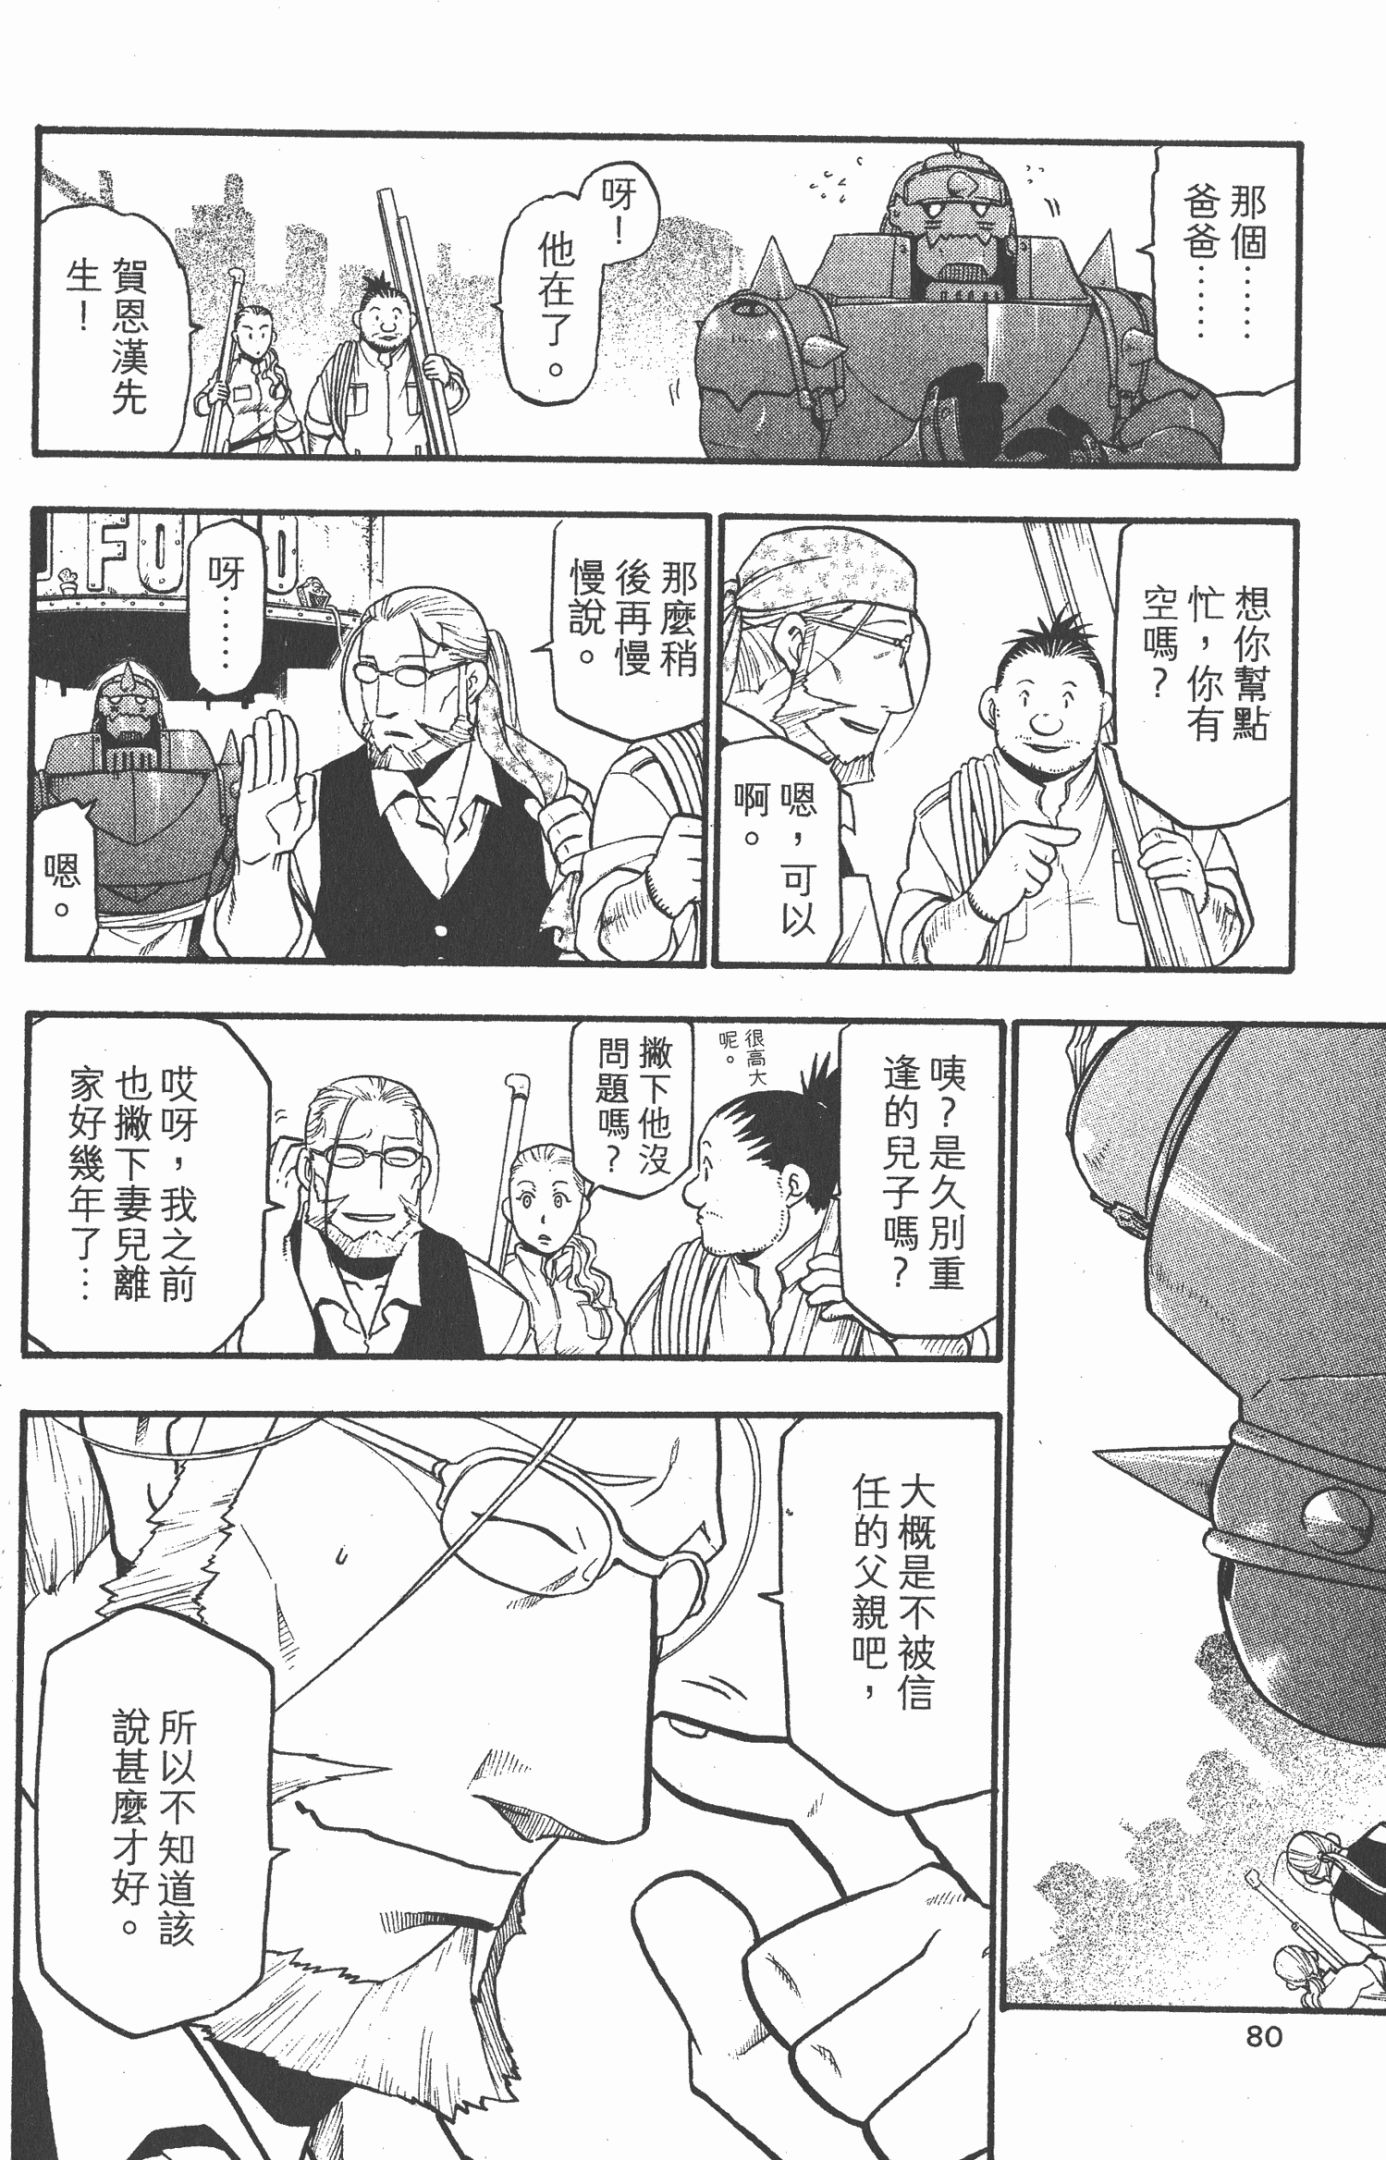 那個……
爸爸……
呀！
他在了。
賀恩漢先
生！
想你幫點
忙，你有
空嗎？
嗯，可以
啊。
那麼稍
後再慢
慢說。
FOOD
呀……
嗯。
咦？是久別重
逢的兒子嗎？
很高大
呢。
撇下他沒
問題嗎？
哎呀，我之前
也撇下妻兒離
家好幾年了…
大概是不被信
任的父親吧，
所以不知道該
說甚麼才好。
80